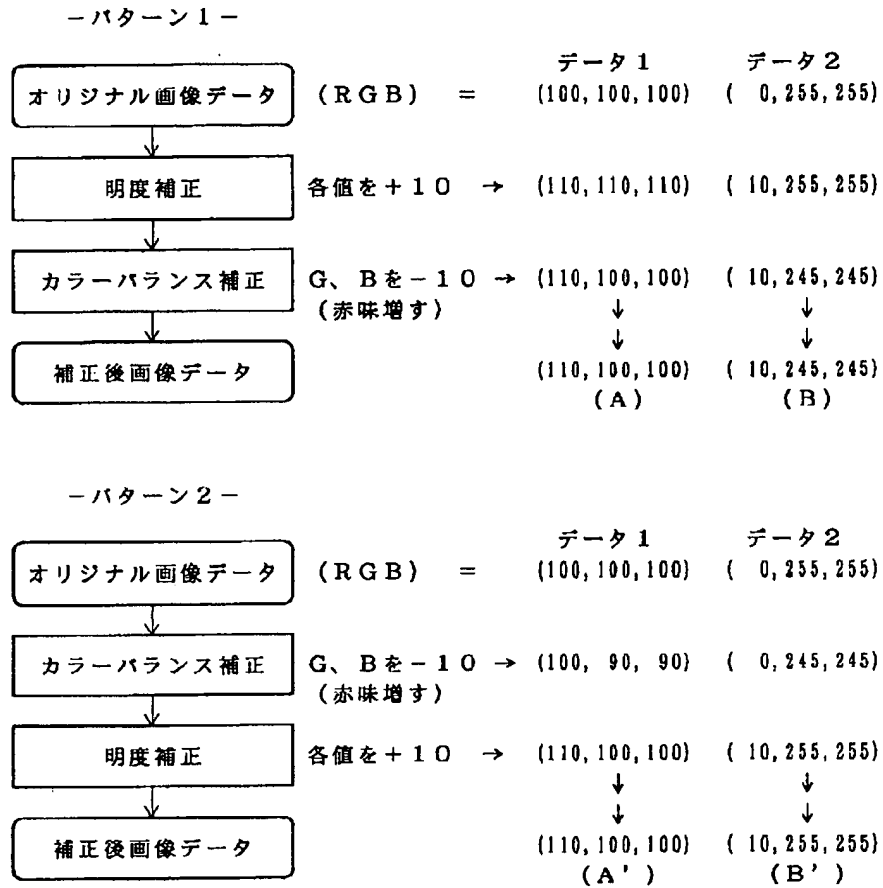 －パターン１－
データ１ データ２
オリジナル画像データ (ＲＧＢ) ＝ (100,100,100) ( 0,255,255)
明度補正 各値を＋１０ → (110,110,110) ( 10,255,255)
カラーバランス補正 Ｇ、Ｂを－１０ → (110,100,100) ( 10,245,245)
(赤味増す) ↓ ↓
↓ ↓
補正後画像データ (110,100,100) ( 10,245,245)
(Ａ) (Ｂ)
－パターン２－
データ１ データ２
オリジナル画像データ (ＲＧＢ) ＝ (100,100,100) ( 0,255,255)
カラーバランス補正 Ｇ、Ｂを－１０ → (100, 90, 90) ( 0,245,245)
(赤味増す)
明度補正 各値を＋１０ → (110,100,100) ( 10,255,255)
↓ ↓
↓ ↓
補正後画像データ (110,100,100) ( 10,255,255)
(Ａ') (Ｂ')